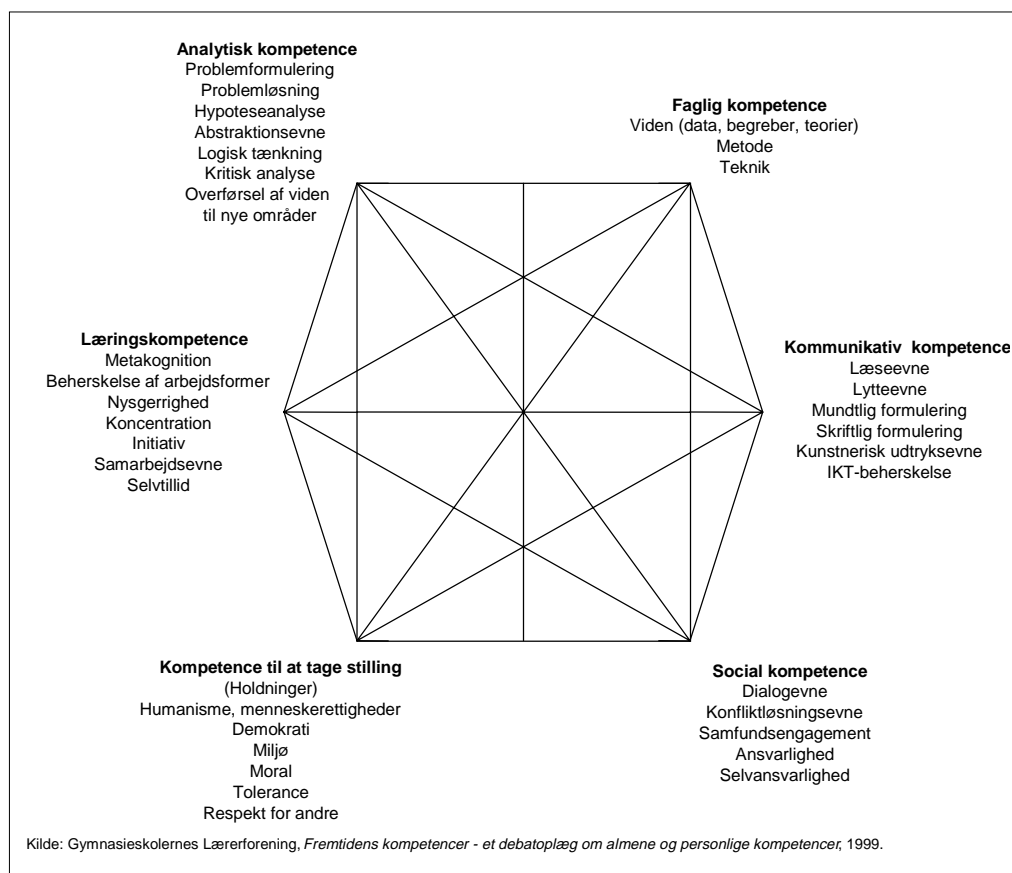 Analytisk kompetence
Problemformulering
Problemløsning
Hypoteseanalyse
Abstraktionsevne
Logisk tænkning
Kritisk analyse
Overførsel af viden
til nye områder
Faglig kompetence
Viden (data, begreber, teorier)
Metode
Teknik
Læringskompetence
Metakognition
Beherskelse af arbejdsformer
Nysgerrighed
Koncentration
Initiativ
Samarbejdsevne
Selvtillid
Kommunikativ kompetence
Læseevne
Lytteevne
Mundtlig formulering
Skriftlig formulering
Kunstnerisk udtryksevne
IKT-beherskelse
Kompetence til at tage stilling
(Holdninger)
Humanisme, menneskerettigheder
Demokrati
Miljø
Moral
Tolerance
Respekt for andre
Social kompetence
Dialogevne
Konfliktløsningsevne
Samfundsengagement
Ansvarlighed
Selvansvarlighed
Kilde: Gymnasieskolernes Lærerforening, Fremtidens kompetencer - et debatoplæg om almene og personlige kompetencer, 1999.